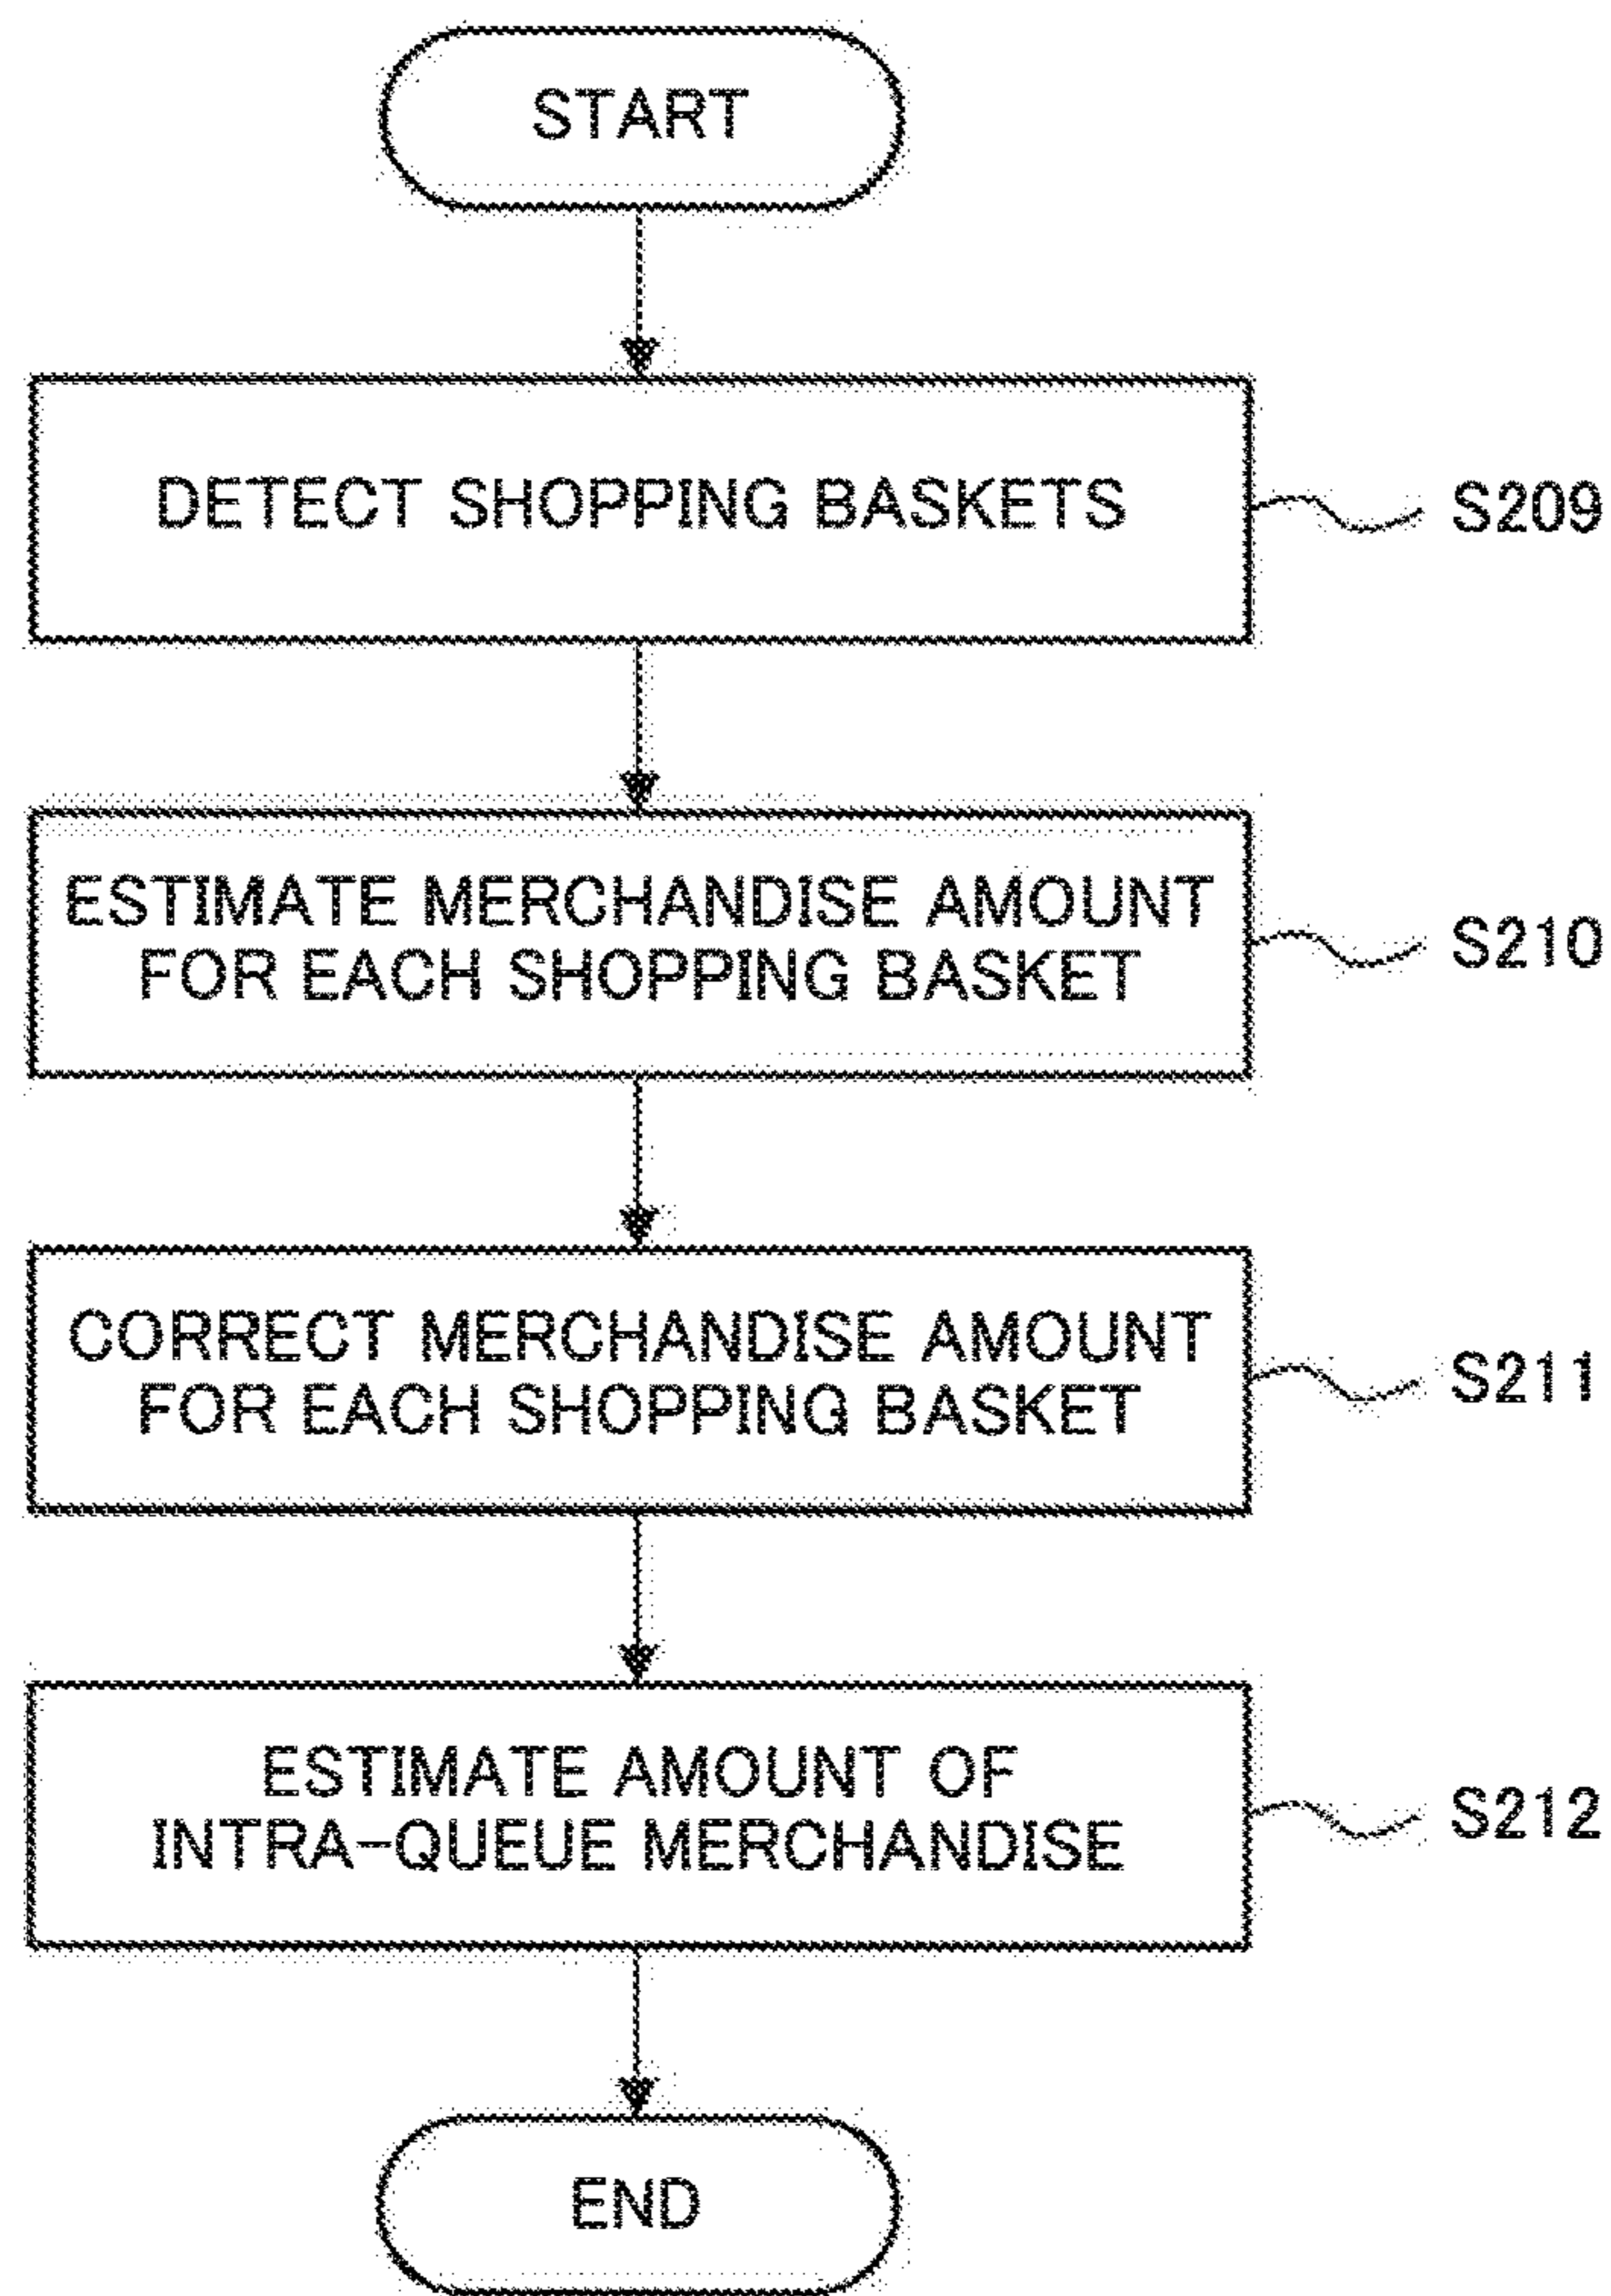 START
DETECT SHOPPING BASKETS
S209
ESTIMATE MERCHANDISE AMOUNT
FOR EACH SHOPPING BASKET
S210
CORRECT MERCHANDISE AMOUNT
FOR EACH SHOPPING BASKET
S211
ESTIMATE AMOUNT OF
INTRA-QUEUE MERCHANDISE
S212
END